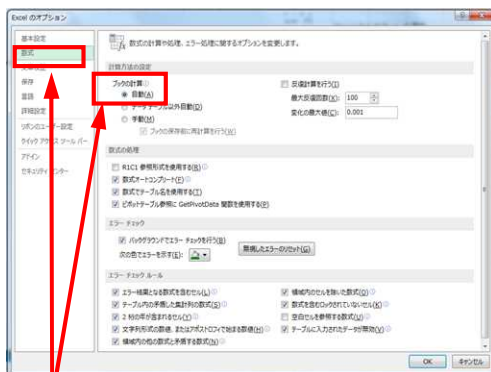 Excel のオプション
基本設定
数式
保存
言語
詳細設定
リボンのユーザー設定
クイック アクセス ツール バー
アドイン
セキュリティ センター
数式の計算や処理、エラー処理に関するオプションを変更します。
計算方法の設定
ブックの計算
自動(A)
データ テーブル以外自動(D)
手動(M)
ブックの保存前に再計算を行う(W)
反復計算を行う(I)
最大反復回数(X): 100
変化の最大値(C): 0.001
数式の処理
R1C1 参照形式を使用する(R)
数式オートコンプリート(F)
数式でテーブル名を使用する(T)
ピボットテーブル参照に GetPivotData 関数を使用する(P)
エラー チェック
バックグラウンドでエラー チェックを行う(B)
次の色でエラーを示す(E):
無視したエラーのリセット(G)
エラー チェック ルール
エラー結果となる数式を含むセル(L)
テーブル内の矛盾した集計列の数式(S)
2 桁の年が含まれるセル(Y)
文字列形式の数値、またはアポストロフィで始まる数値(H)
領域内の他の数式と矛盾する数式(N)
領域内のセルを除いた数式(O)
数式を含むロックされていないセル(K)
空白セルを参照する数式(U)
テーブルに入力されたデータが無効(V)
OK
キャンセル